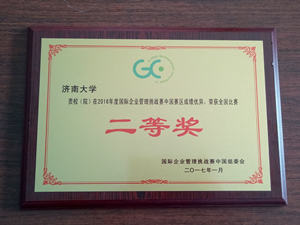 GC
济南大学
贵校（院）在2016年度国际企业管理挑战赛中国赛区成绩优异，荣获全国比赛
二等奖
国际企业管理挑战赛中国组委会
二〇一七年一月